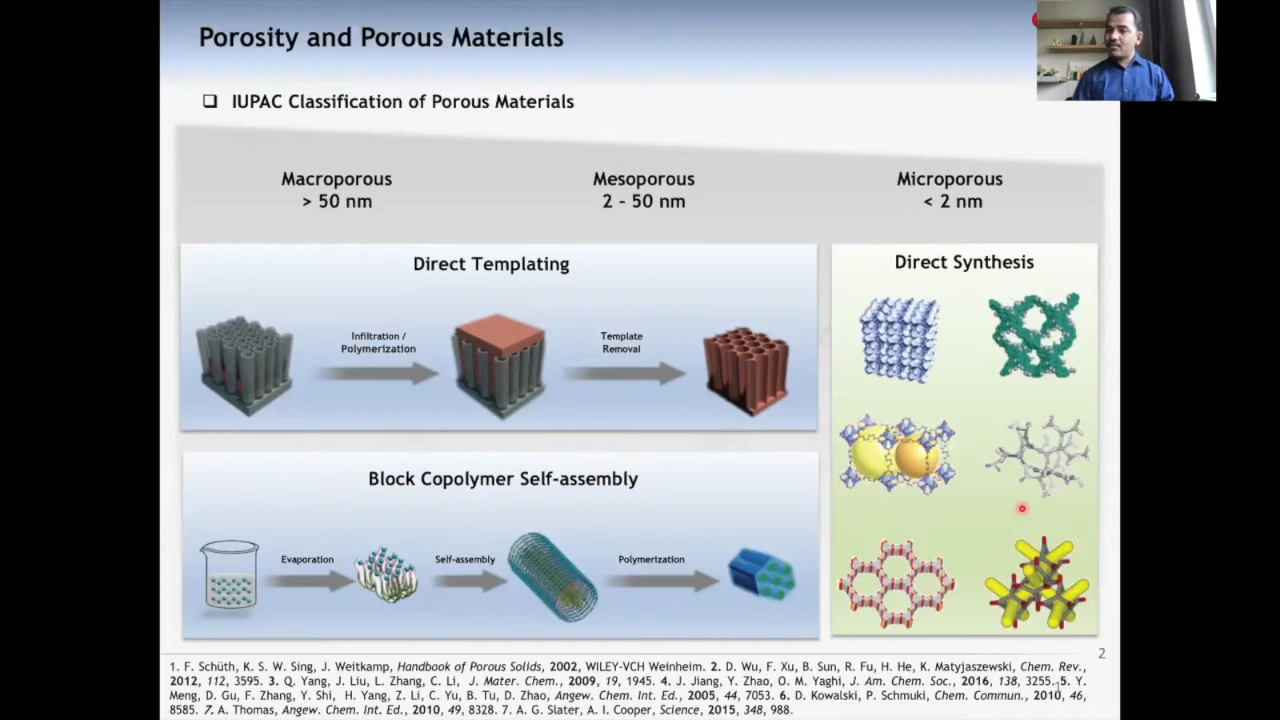 Porosity and Porous Materials
❑ IUPAC Classification of Porous Materials
Macroporous
> 50 nm
Mesoporous
2 - 50 nm
Microporous
< 2 nm
Direct Templating
Infiltration /
Polymerization
Template
Removal
Direct Synthesis
Block Copolymer Self-assembly
Evaporation
Self-assembly
Polymerization
2
1. F. Schüth, K. S. W. Sing, J. Weitkamp, Handbook of Porous Solids, 2002, WILEY-VCH Weinheim. 2. D. Wu, F. Xu, B. Sun, R. Fu, H. He, K. Matyjaszewski, Chem. Rev.,
2012, 112, 3595. 3. Q. Yang, J. Liu, L. Zhang, C. Li, J. Mater. Chem., 2009, 19, 1945. 4. J. Jiang, Y. Zhao, O. M. Yaghi, J. Am. Chem. Soc., 2016, 138, 3255. 5. Y.
Meng, D. Gu, F. Zhang, Y. Shi, H. Yang, Z. Li, C. Yu, B. Tu, D. Zhao, Angew. Chem. Int. Ed., 2005, 44, 7053. 6. D. Kowalski, P. Schmuki, Chem. Commun., 2010, 46,
8585. 7. A. Thomas, Angew. Chem. Int. Ed., 2010, 49, 8328. 7. A. G. Slater, A. I. Cooper, Science, 2015, 348, 988.